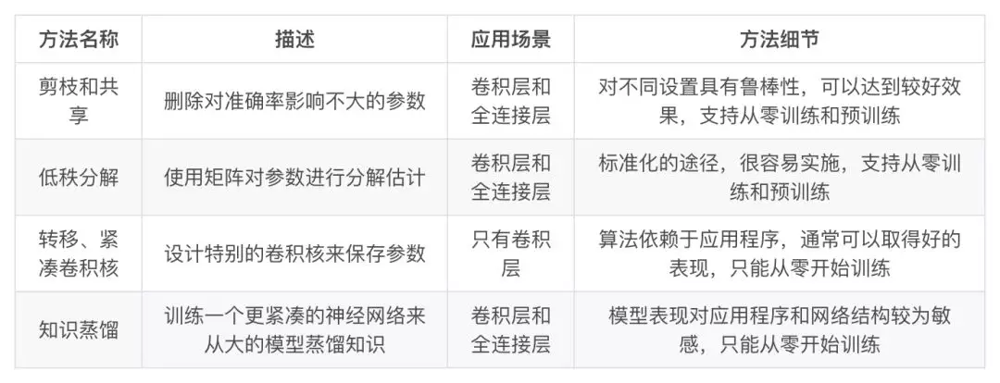 方法名称 描述 应用场景 方法细节
剪枝和共
享
删除对准确率影响不大的参数
卷积层和
全连接层
对不同设置具有鲁棒性，可以达到较好效
果，支持从零训练和预训练
低秩分解
使用矩阵对参数进行分解估计
卷积层和
全连接层
标准化的途径，很容易实施，支持从零训
练和预训练
转移、紧
凑卷积核
设计特别的卷积核来保存参数
只有卷积
层
算法依赖于应用程序，通常可以取得好的
表现，只能从零开始训练
知识蒸馏
训练一个更紧凑的神经网络来
从大的模型蒸馏知识
卷积层和
全连接层
模型表现对应用程序和网络结构较为敏
感，只能从零开始训练